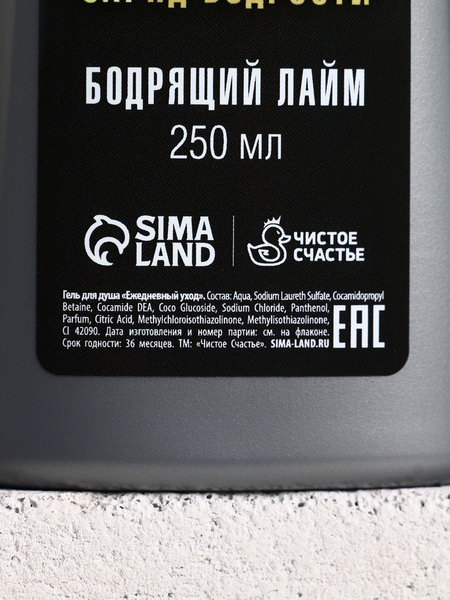 ЗАРЯД БОДРОСТИ
БОДРЯЩИЙ ЛАЙМ
250 МЛ
SIMA LAND
ЧИСТОЕ СЧАСТЬЕ
Гель для душа «Ежедневный уход». Состав: Aqua, Sodium Laureth Sulfate, Cocamidopropyl
Betaine, Cocamide DEA, Coco Glucoside, Sodium Chloride, Panthenol,
Parfum, Citric Acid, Methylchloroisothiazolinone, Methylisothiazolinone,
CI 42090. Дата изготовления и номер партии: см. на флаконе.
Срок годности: 36 месяцев. ТМ: «Чистое Счастье». SIMA-LAND.RU
EAC